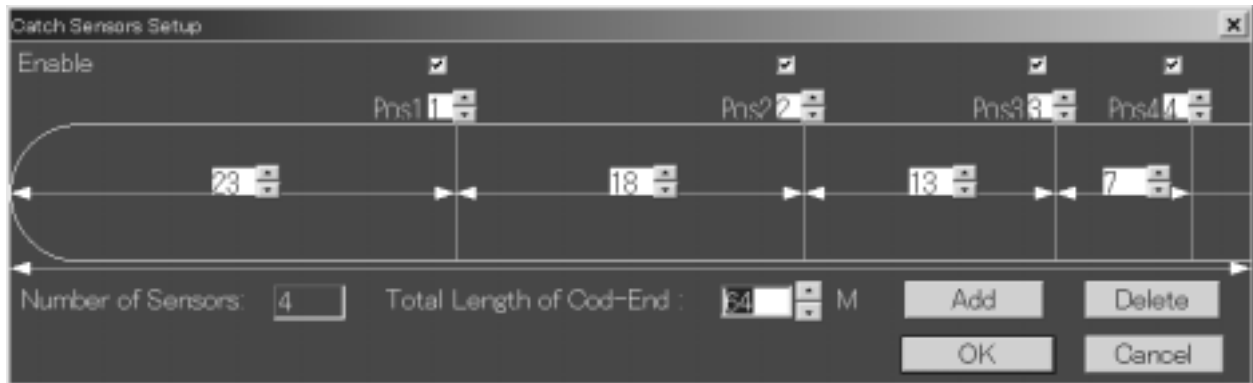 Catch Sensors Setup
Enable
Pos1 1 Pos2 2 Pos3 3 Pos4 4
23 18 13 7
Number of Sensors: 4 Total Length of Cod-End : 64 M Add Delete
OK Cancel